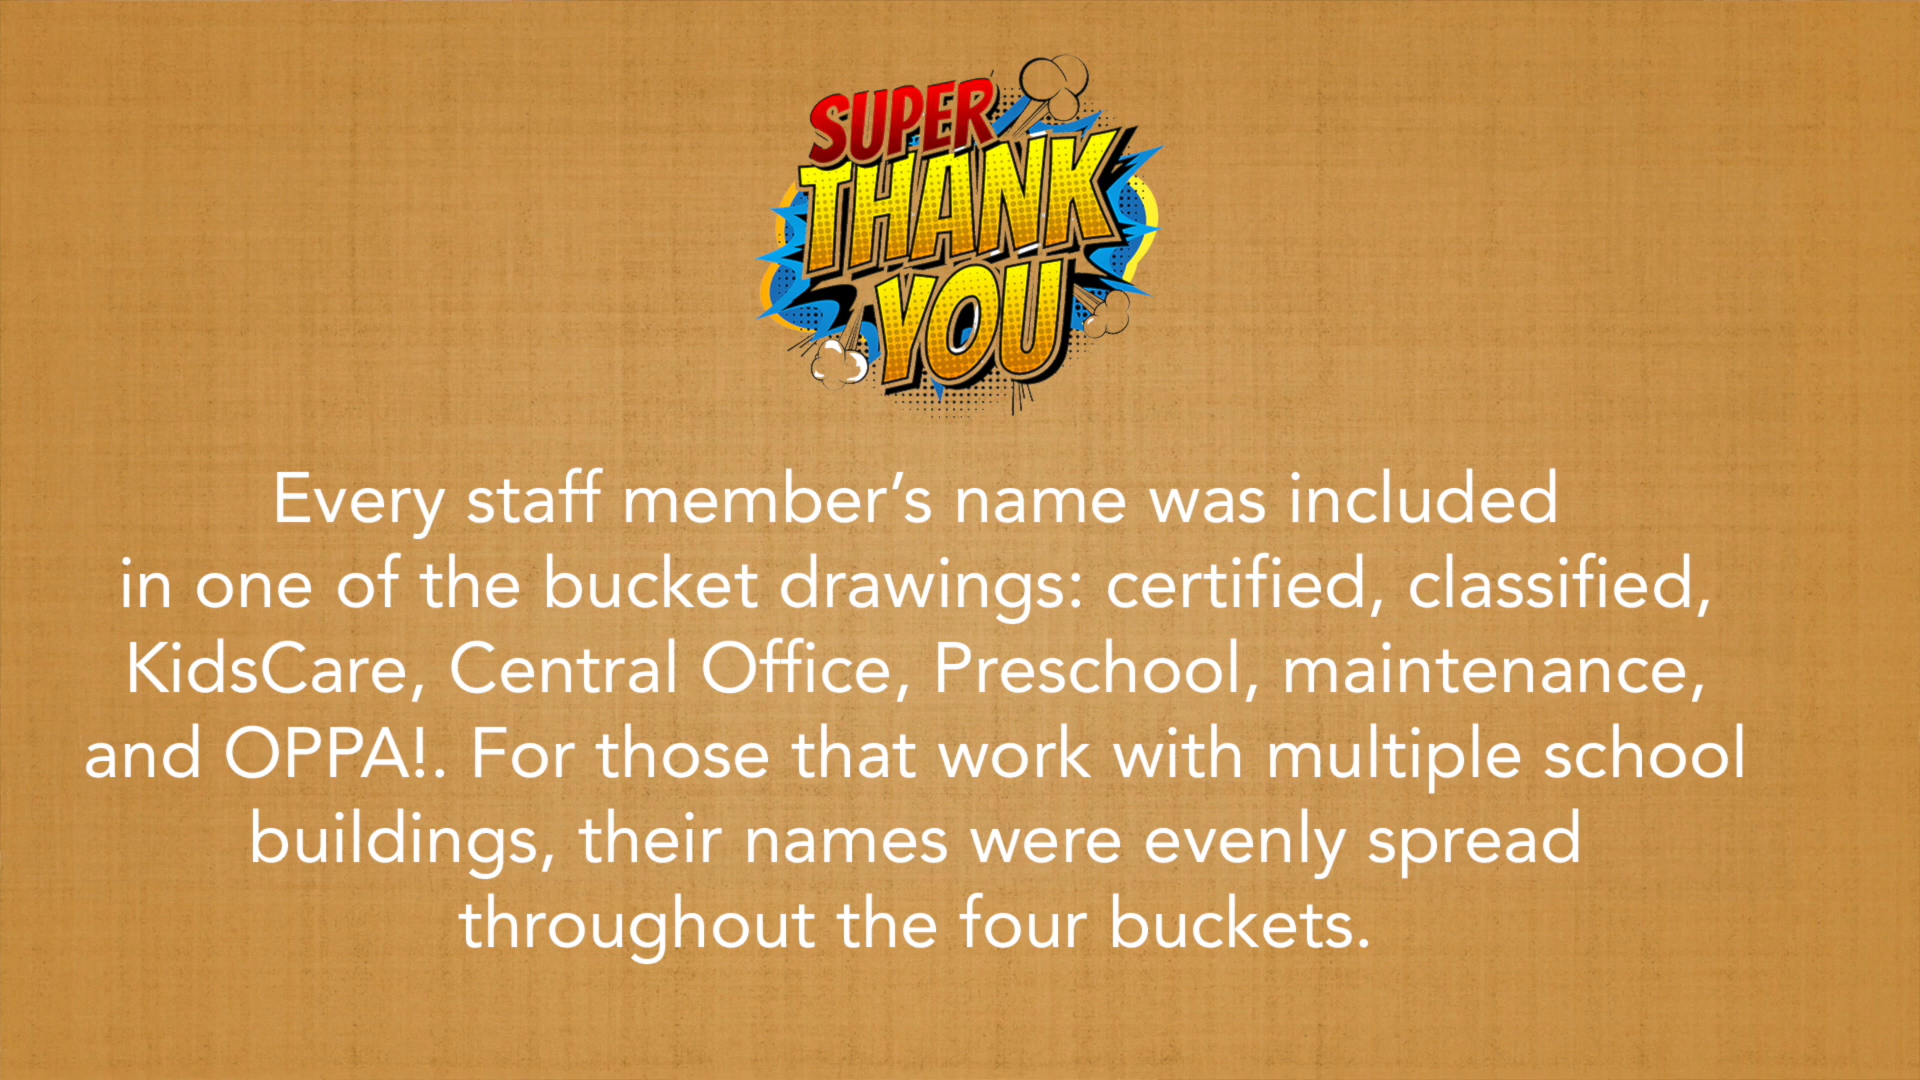 SUPER
THANK
YOU
Every staff member’s name was included
in one of the bucket drawings: certified, classified,
KidsCare, Central Office, Preschool, maintenance,
and OPPA!. For those that work with multiple school
buildings, their names were evenly spread
throughout the four buckets.